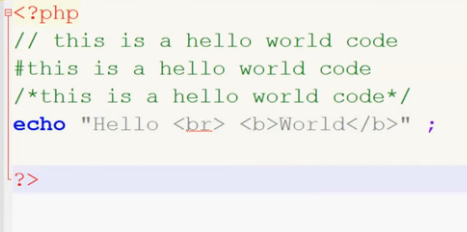 <?php
// this is a hello world code
#this is a hello world code
/*this is a hello world code*/
echo "Hello <br> <b>World</b>" ;
?>